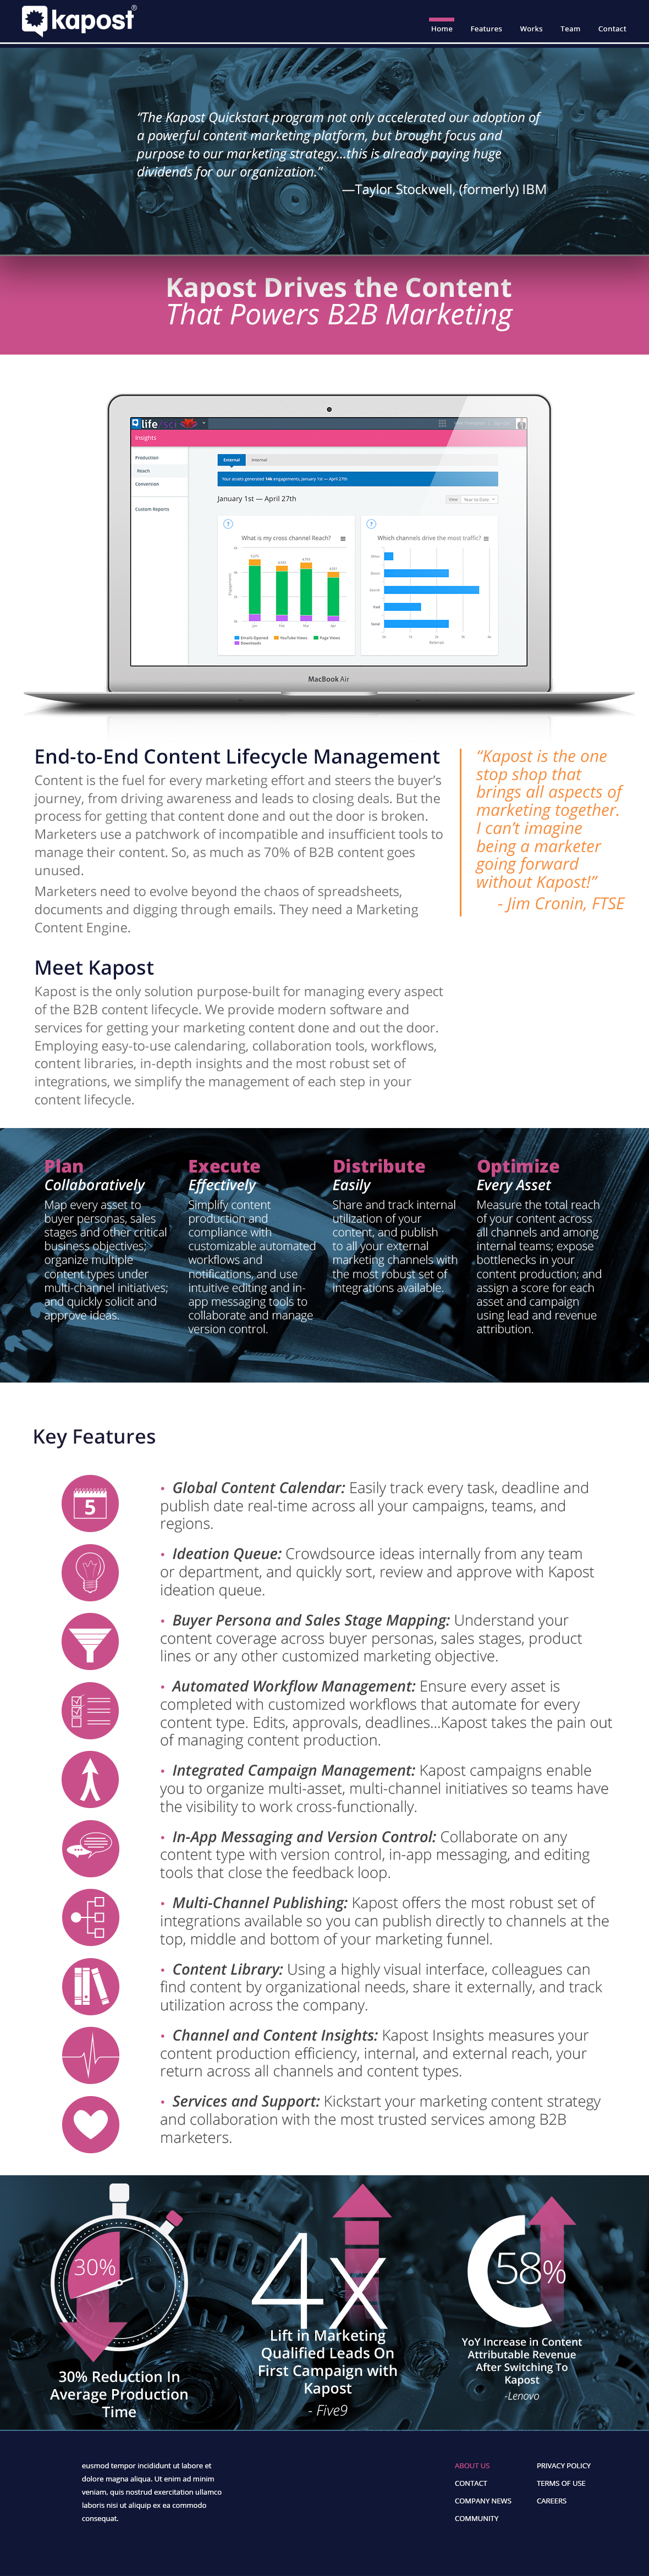 kapost®
Home Features Works Team Contact
“The Kapost Quickstart program not only accelerated our adoption of
a powerful content marketing platform, but brought focus and
purpose to our marketing strategy...this is already paying huge
dividends for our organization.”
—Taylor Stockwell, (formerly) IBM
Kapost Drives the Content
That Powers B2B Marketing
life sci
Insights
Production
Reach
Conversion
Custom Reports
External Internal
Your assets generated 14k engagements, January 1st — April 27th
January 1st — April 27th
View Year to Date
? What is my cross channel Reach?
Engagements
Jan Feb Mar Apr
Emails Opened YouTube Views Page Views
Downloads
? Which channels drive the most traffic?
Other
Direct
Search
Paid
Social
Referrals
MacBook Air
End-to-End Content Lifecycle Management
Content is the fuel for every marketing effort and steers the buyer’s
journey, from driving awareness and leads to closing deals. But the
process for getting that content done and out the door is broken.
Marketers use a patchwork of incompatible and insufficient tools to
manage their content. So, as much as 70% of B2B content goes
unused.
Marketers need to evolve beyond the chaos of spreadsheets,
documents and digging through emails. They need a Marketing
Content Engine.
“Kapost is the one
stop shop that
brings all aspects of
marketing together.
I can’t imagine
being a marketer
going forward
without Kapost!”
- Jim Cronin, FTSE
Meet Kapost
Kapost is the only solution purpose-built for managing every aspect
of the B2B content lifecycle. We provide modern software and
services for getting your marketing content done and out the door.
Employing easy-to-use calendaring, collaboration tools, workflows,
content libraries, in-depth insights and the most robust set of
integrations, we simplify the management of each step in your
content lifecycle.
Plan
Collaboratively
Map every asset to
buyer personas, sales
stages and other critical
business objectives;
organize multiple
content types under
multi-channel initiatives;
and quickly solicit and
approve ideas.
Execute
Effectively
Simplify content
production and
compliance with
customizable automated
workflows and
notifications, and use
intuitive editing and in-
app messaging tools to
collaborate and manage
version control.
Distribute
Easily
Share and track internal
utilization of your
content, and publish
to all your external
marketing channels with
the most robust set of
integrations available.
Optimize
Every Asset
Measure the total reach
of your content across
all channels and among
internal teams; expose
bottlenecks in your
content production; and
assign a score for each
asset and campaign
using lead and revenue
attribution.
Key Features
5
• Global Content Calendar: Easily track every task, deadline and
publish date real-time across all your campaigns, teams, and
regions.
• Ideation Queue: Crowdsource ideas internally from any team
or department, and quickly sort, review and approve with Kapost
ideation queue.
• Buyer Persona and Sales Stage Mapping: Understand your
content coverage across buyer personas, sales stages, product
lines or any other customized marketing objective.
• Automated Workflow Management: Ensure every asset is
completed with customized workflows that automate for every
content type. Edits, approvals, deadlines...Kapost takes the pain out
of managing content production.
• Integrated Campaign Management: Kapost campaigns enable
you to organize multi-asset, multi-channel initiatives so teams have
the visibility to work cross-functionally.
• In-App Messaging and Version Control: Collaborate on any
content type with version control, in-app messaging, and editing
tools that close the feedback loop.
• Multi-Channel Publishing: Kapost offers the most robust set of
integrations available so you can publish directly to channels at the
top, middle and bottom of your marketing funnel.
• Content Library: Using a highly visual interface, colleagues can
find content by organizational needs, share it externally, and track
utilization across the company.
• Channel and Content Insights: Kapost Insights measures your
content production efficiency, internal, and external reach, your
return across all channels and content types.
• Services and Support: Kickstart your marketing content strategy
and collaboration with the most trusted services among B2B
marketers.
30%
30% Reduction In
Average Production
Time
4x
Lift in Marketing
Qualified Leads On
First Campaign with
Kapost
- Five9
58%
YoY Increase in Content
Attributable Revenue
After Switching To
Kapost
-Lenovo
eusmod tempor incididunt ut labore et
dolore magna aliqua. Ut enim ad minim
veniam, quis nostrud exercitation ullamco
laboris nisi ut aliquip ex ea commodo
consequat.
ABOUT US
CONTACT
COMPANY NEWS
COMMUNITY
PRIVACY POLICY
TERMS OF USE
CAREERS